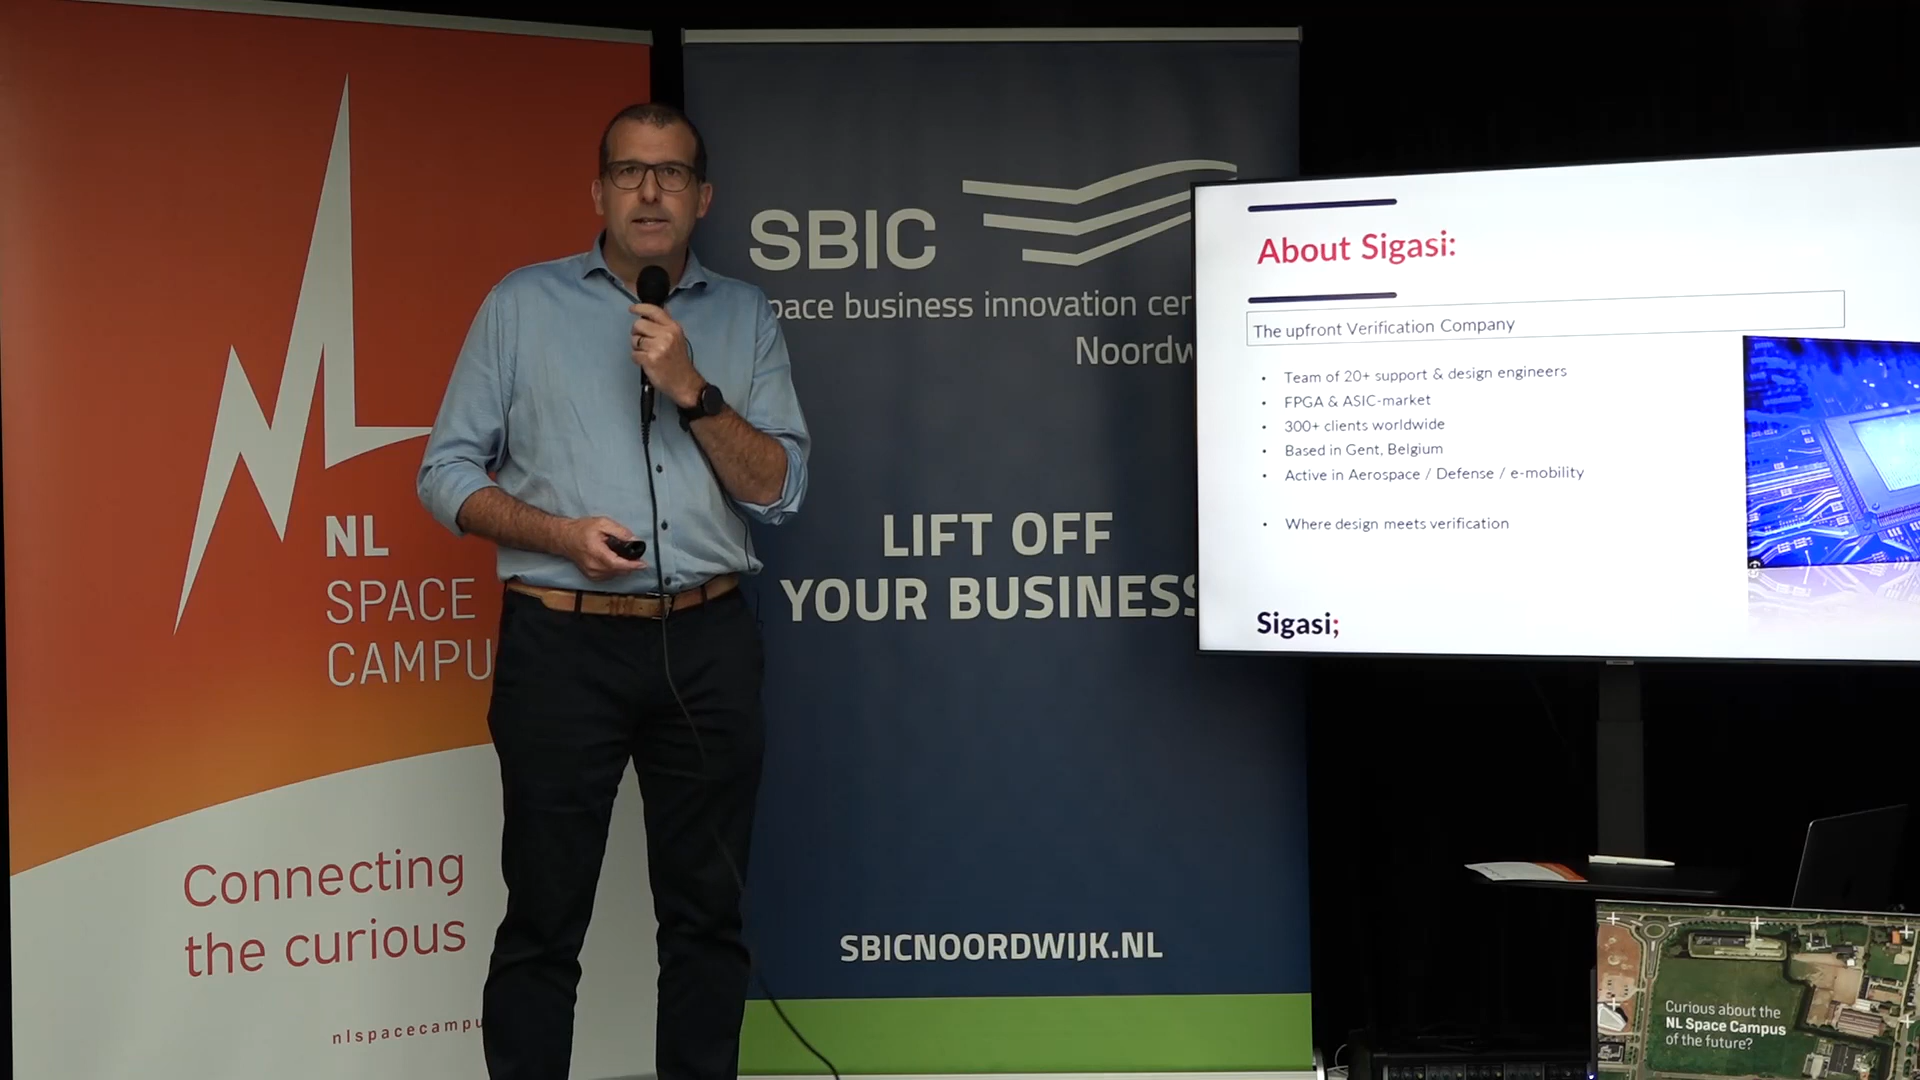 NL
SPACE
CAMPU
Connecting
the curious
nlspacecampu
SBIC
pace business innovation cen
Noordw
LIFT OFF
YOUR BUSINESS
SBICNOORDWIJK.NL
About Sigasi:
The upfront Verification Company
• Team of 20+ support & design engineers
• FPGA & ASIC-market
• 300+ clients worldwide
• Based in Gent, Belgium
• Active in Aerospace / Defense / e-mobility
• Where design meets verification
Sigasi;
Curious about the
NL Space Campus
of the future?